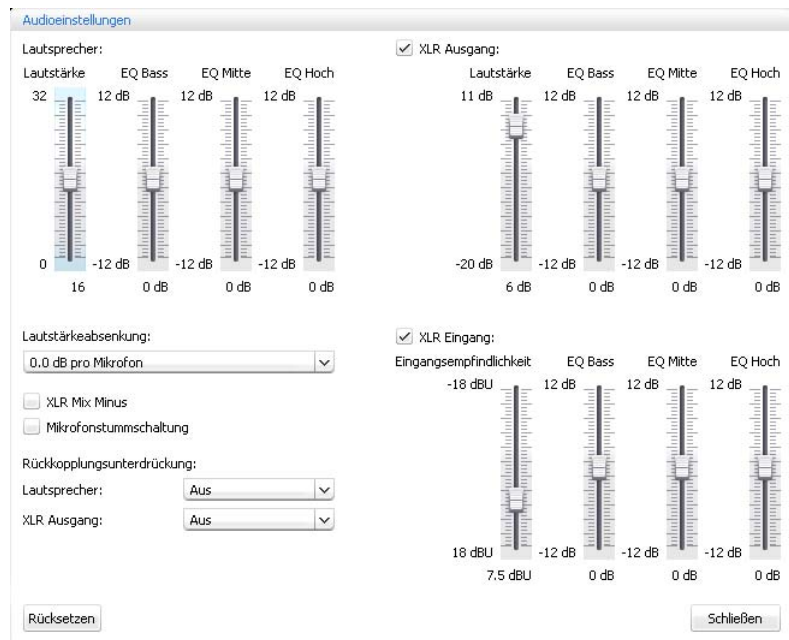 Audioeinstellungen
Lautsprecher:
Lautstärke EQ Bass EQ Mitte EQ Hoch
32 12 dB 12 dB 12 dB
0 -12 dB -12 dB -12 dB
16 0 dB 0 dB 0 dB
XLR Ausgang:
Lautstärke EQ Bass EQ Mitte EQ Hoch
11 dB 12 dB 12 dB 12 dB
-20 dB -12 dB -12 dB -12 dB
6 dB 0 dB 0 dB 0 dB
Lautstärkeabsenkung:
0.0 dB pro Mikrofon
XLR Mix Minus
Mikrofonstummschaltung
Rückkopplungsunterdrückung:
Lautsprecher: Aus
XLR Ausgang: Aus
XLR Eingang:
Eingangsempfindlichkeit EQ Bass EQ Mitte EQ Hoch
-18 dBU 12 dB 12 dB 12 dB
18 dBU -12 dB -12 dB -12 dB
7.5 dBU 0 dB 0 dB 0 dB
Rücksetzen
Schließen